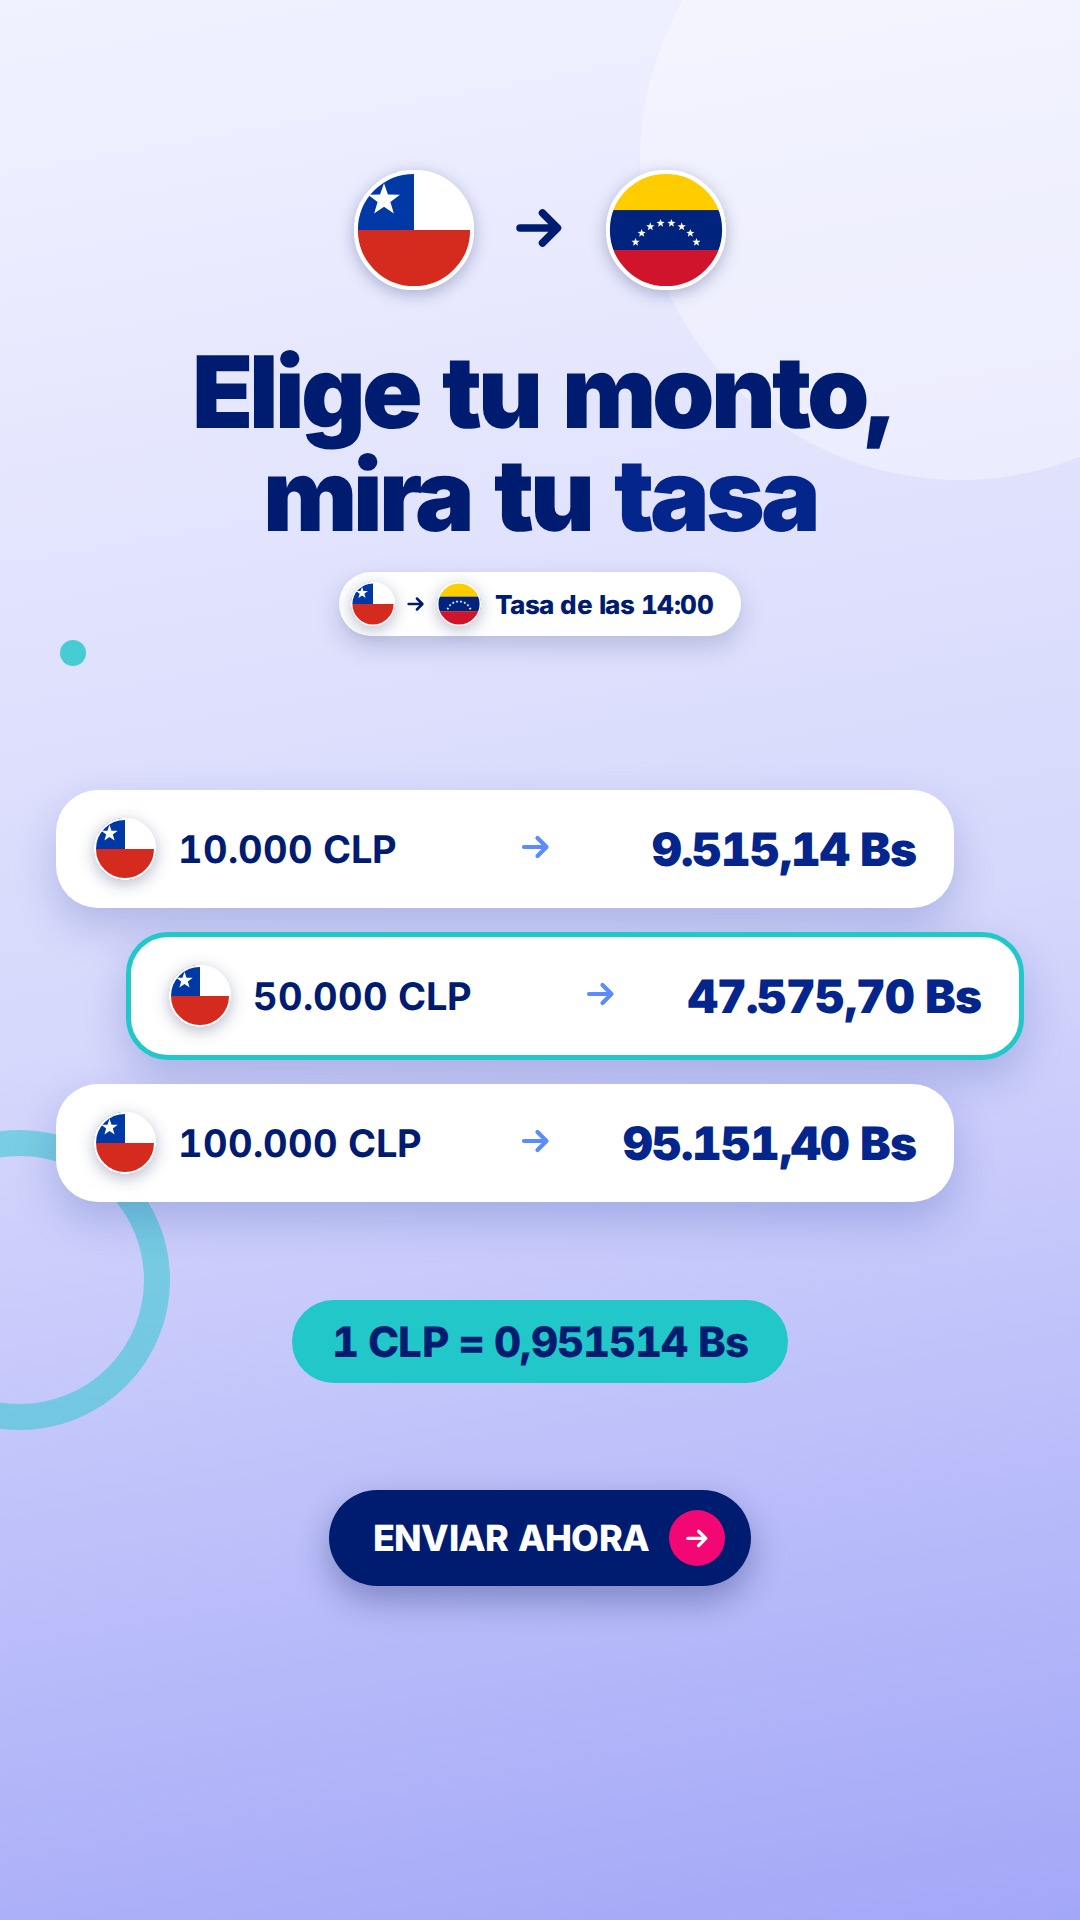 Elige tu monto,
mira tu tasa
Tasa de las 14:00
10.000 CLP → 9.515,14 Bs
50.000 CLP → 47.575,70 Bs
100.000 CLP → 95.151,40 Bs
1 CLP = 0,951514 Bs
ENVIAR AHORA